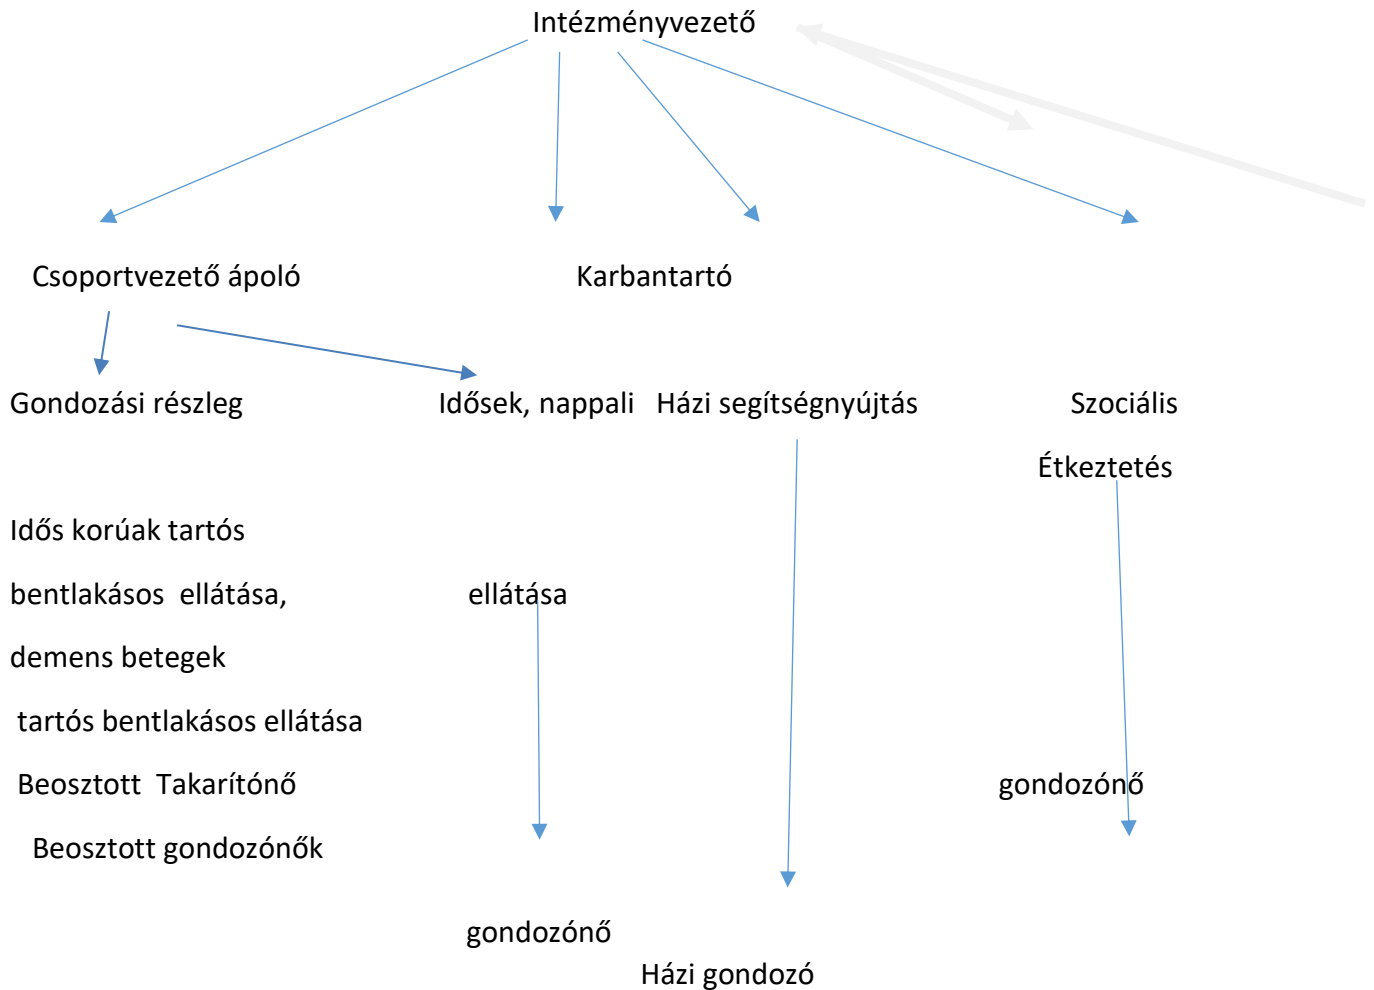 Intézményvezető
Csoportvezető ápoló Karbantartó
Gondozási részleg Idősek, nappali Házi segítségnyújtás Szociális
Étkeztetés
Idős korúak tartós
bentlakásos ellátása, ellátása
demens betegek
tartós bentlakásos ellátása
Beosztott Takarítónő gondozónő
Beosztott gondozónők
gondozónő
Házi gondozó